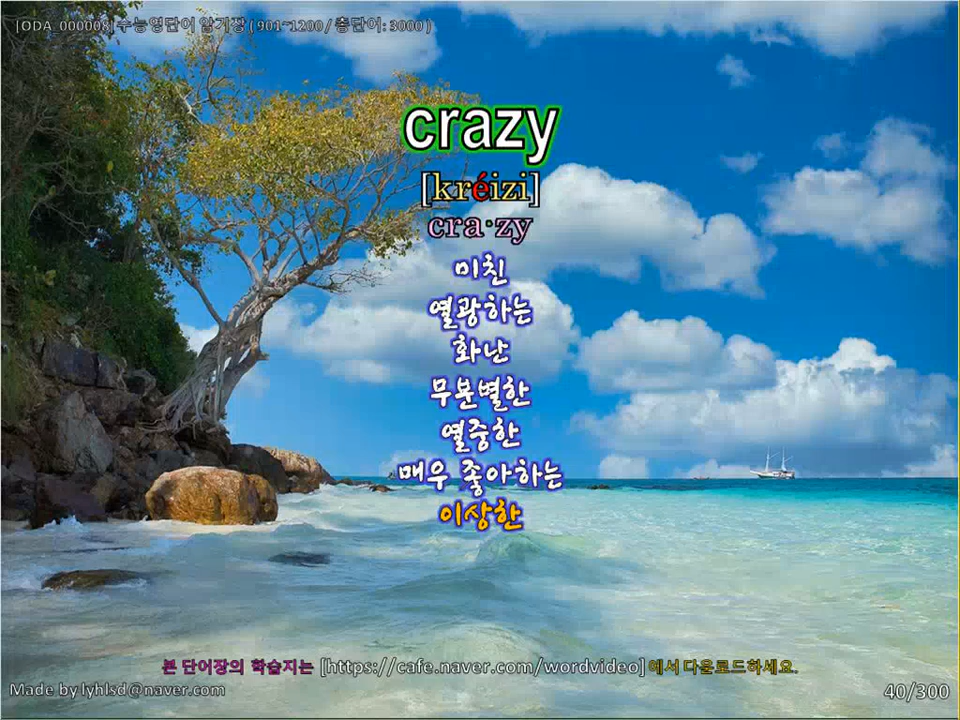 [ODA_000008] 수능영단어 암기장 ( 901~1200 / 총단어: 3000 )
crazy
[kréizi]
cra·zy
미친
열광하는
화난
무분별한
열중한
매우 좋아하는
이상한
본 단어장의 학습지는 [https://cafe.naver.com/wordvideo] 에서 다운로드하세요.
Made by lyhlsd@naver.com
40/300